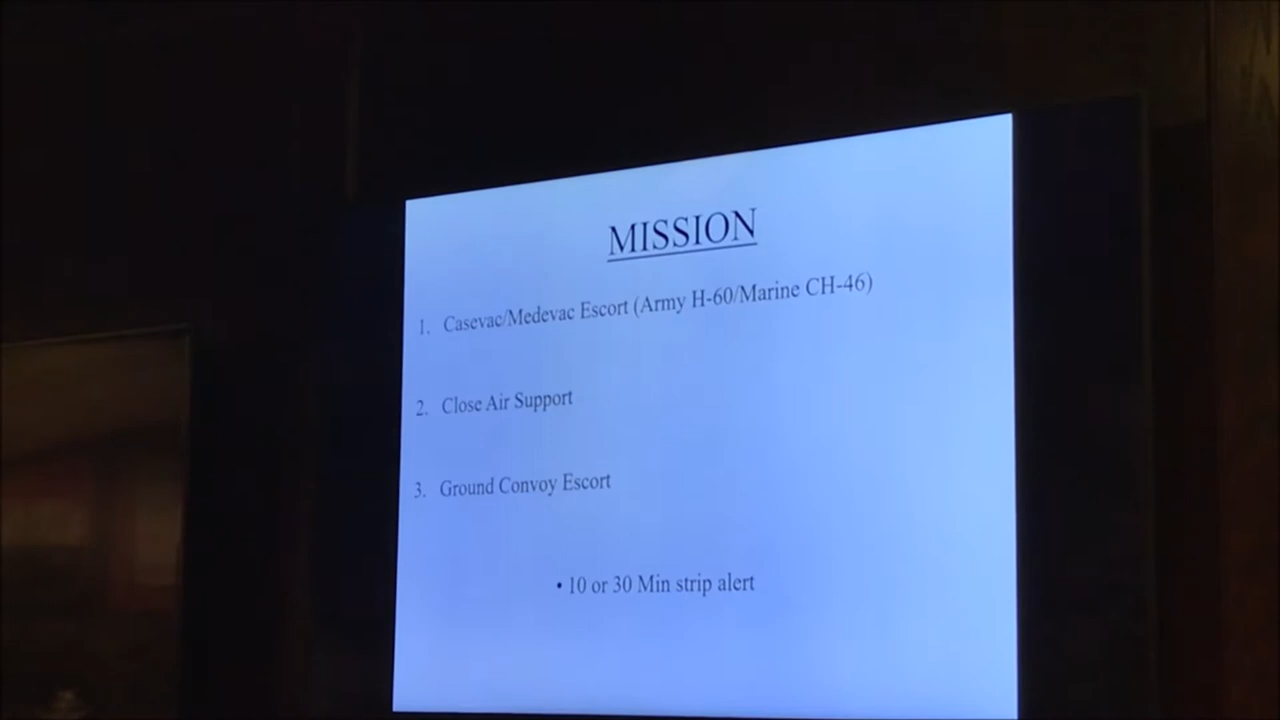 MISSION
1. Casevac/Medevac Escort (Army H-60/Marine CH-46)
2. Close Air Support
3. Ground Convoy Escort
• 10 or 30 Min strip alert